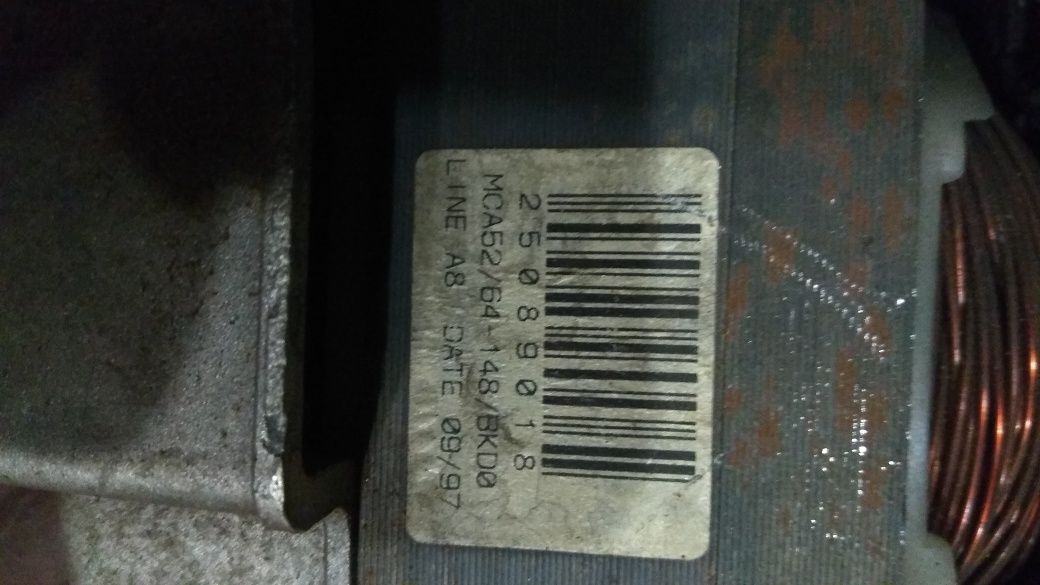 25089018
MCA52/64-148/BKD0
LINE A8 DATE 09/97